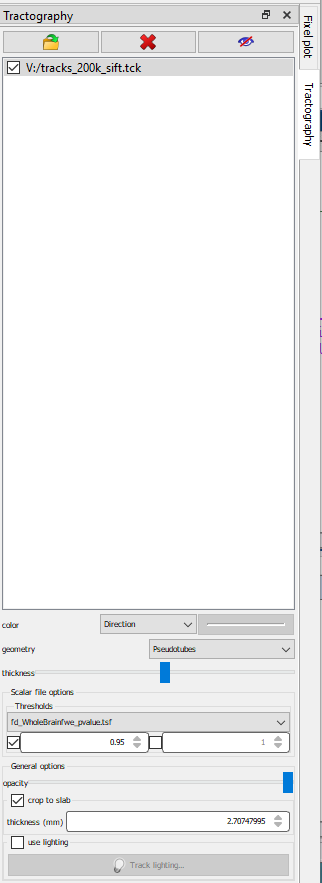 Tractography
Fixel plot
Tractography
V:/tracks_200k_sift.tck
color Direction
geometry Pseudotubes
thickness
Scalar file options
Thresholds
fd_WholeBrainfwe_pvalue.tsf
0.95 1
General options
opacity
crop to slab
thickness (mm) 2.70747995
use lighting
Track lighting...